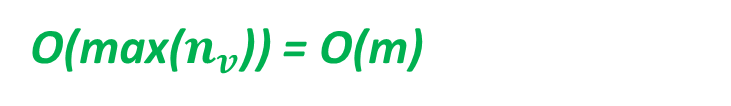 O(max(n_v)) = O(m)